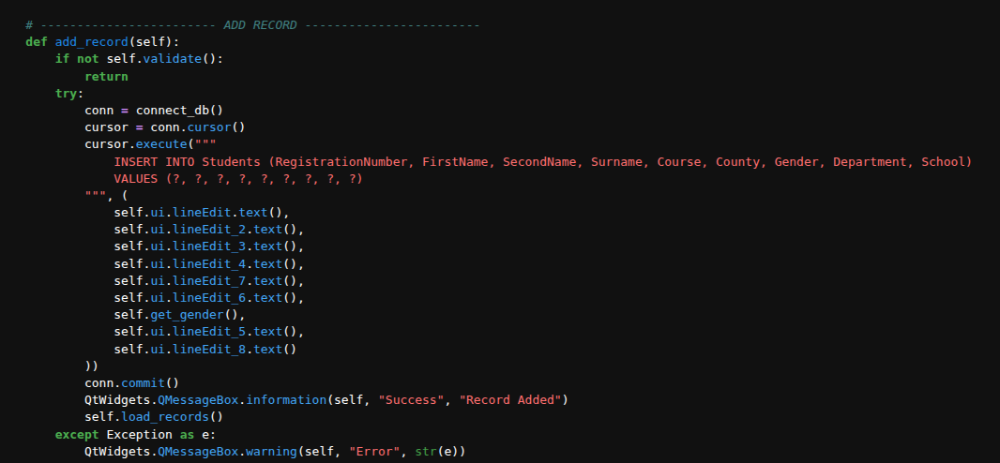 # ------------------------ ADD RECORD ------------------------
def add_record(self):
    if not self.validate():
        return
    try:
        conn = connect_db()
        cursor = conn.cursor()
        cursor.execute("""
            INSERT INTO Students (RegistrationNumber, FirstName, SecondName, Surname, Course, County, Gender, Department, School)
            VALUES (?, ?, ?, ?, ?, ?, ?, ?, ?)
        """, (
            self.ui.lineEdit.text(),
            self.ui.lineEdit_2.text(),
            self.ui.lineEdit_3.text(),
            self.ui.lineEdit_4.text(),
            self.ui.lineEdit_7.text(),
            self.ui.lineEdit_6.text(),
            self.get_gender(),
            self.ui.lineEdit_5.text(),
            self.ui.lineEdit_8.text()
        ))
        conn.commit()
        QtWidgets.QMessageBox.information(self, "Success", "Record Added")
        self.load_records()
    except Exception as e:
        QtWidgets.QMessageBox.warning(self, "Error", str(e))